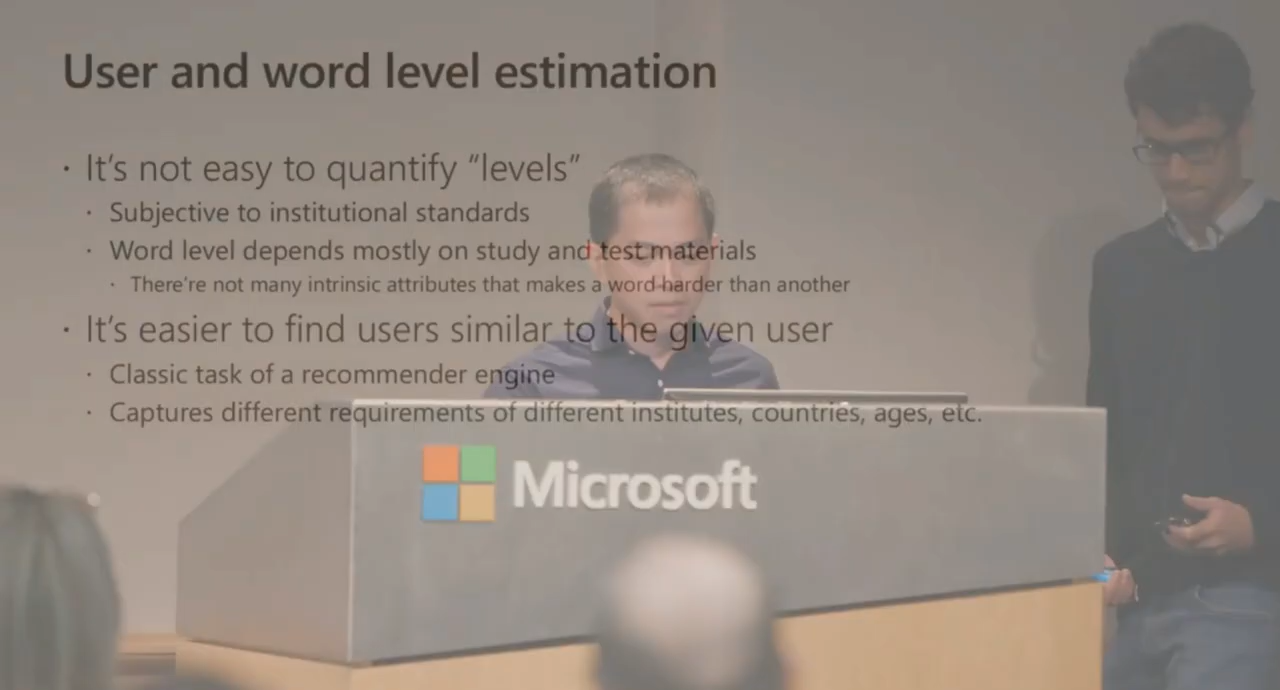 User and word level estimation
· It's not easy to quantify “levels”
· Subjective to institutional standards
· Word level depends mostly on study and test materials
· There're not many intrinsic attributes that makes a word harder than another
· It's easier to find users similar to the given user
· Classic task of a recommender engine
· Captures different requirements of different institutes, countries, ages, etc.
Microsoft